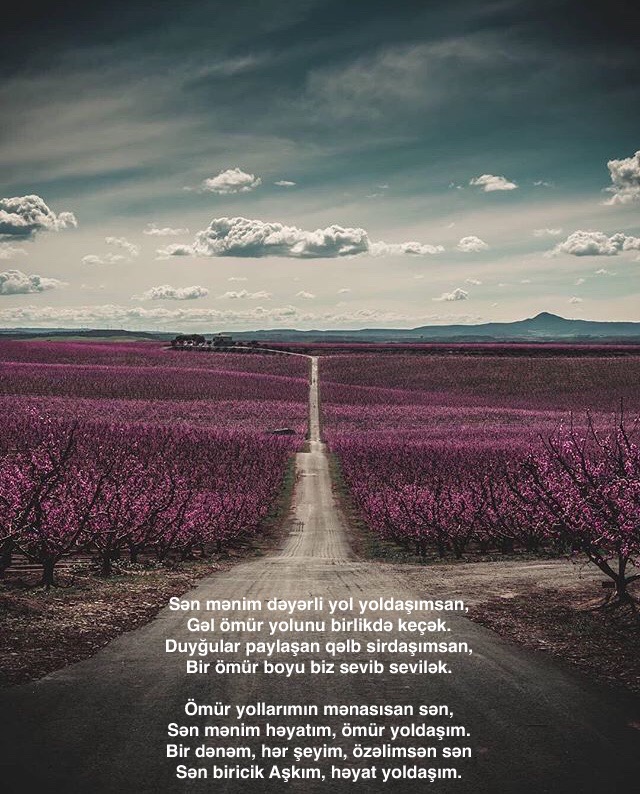 Sən mənim dəyərli yol yoldaşımsan,
Gəl ömür yolunu birlikdə keçək.
Duyğular paylaşan qəlb sirdaşımsan,
Bir ömür boyu biz sevib sevilək.
Ömür yollarımın mənasısan sən,
Sən mənim həyatım, ömür yoldaşım.
Bir dənəm, hər şeyim, özəlimsən sən
Sən biricik Aşkım, həyat yoldaşım.